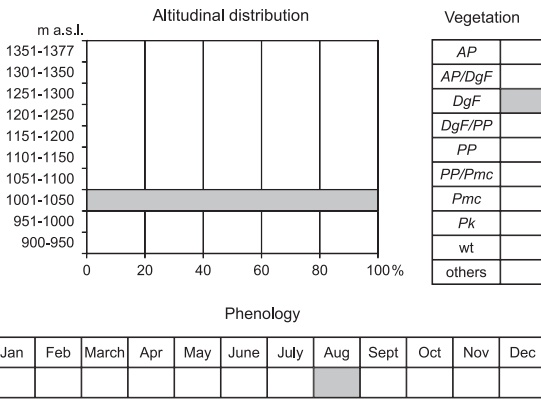 Altitudinal distribution
m a.s.l.
1351-1377
1301-1350
1251-1300
1201-1250
1151-1200
1101-1150
1051-1100
1001-1050
951-1000
900-950
0 20 40 60 80 100%
Vegetation
AP
AP/DgF
DgF
DgF/PP
PP
PP/Pmc
Pmc
Pk
wt
others
Phenology
Jan Feb March Apr May June July Aug Sept Oct Nov Dec